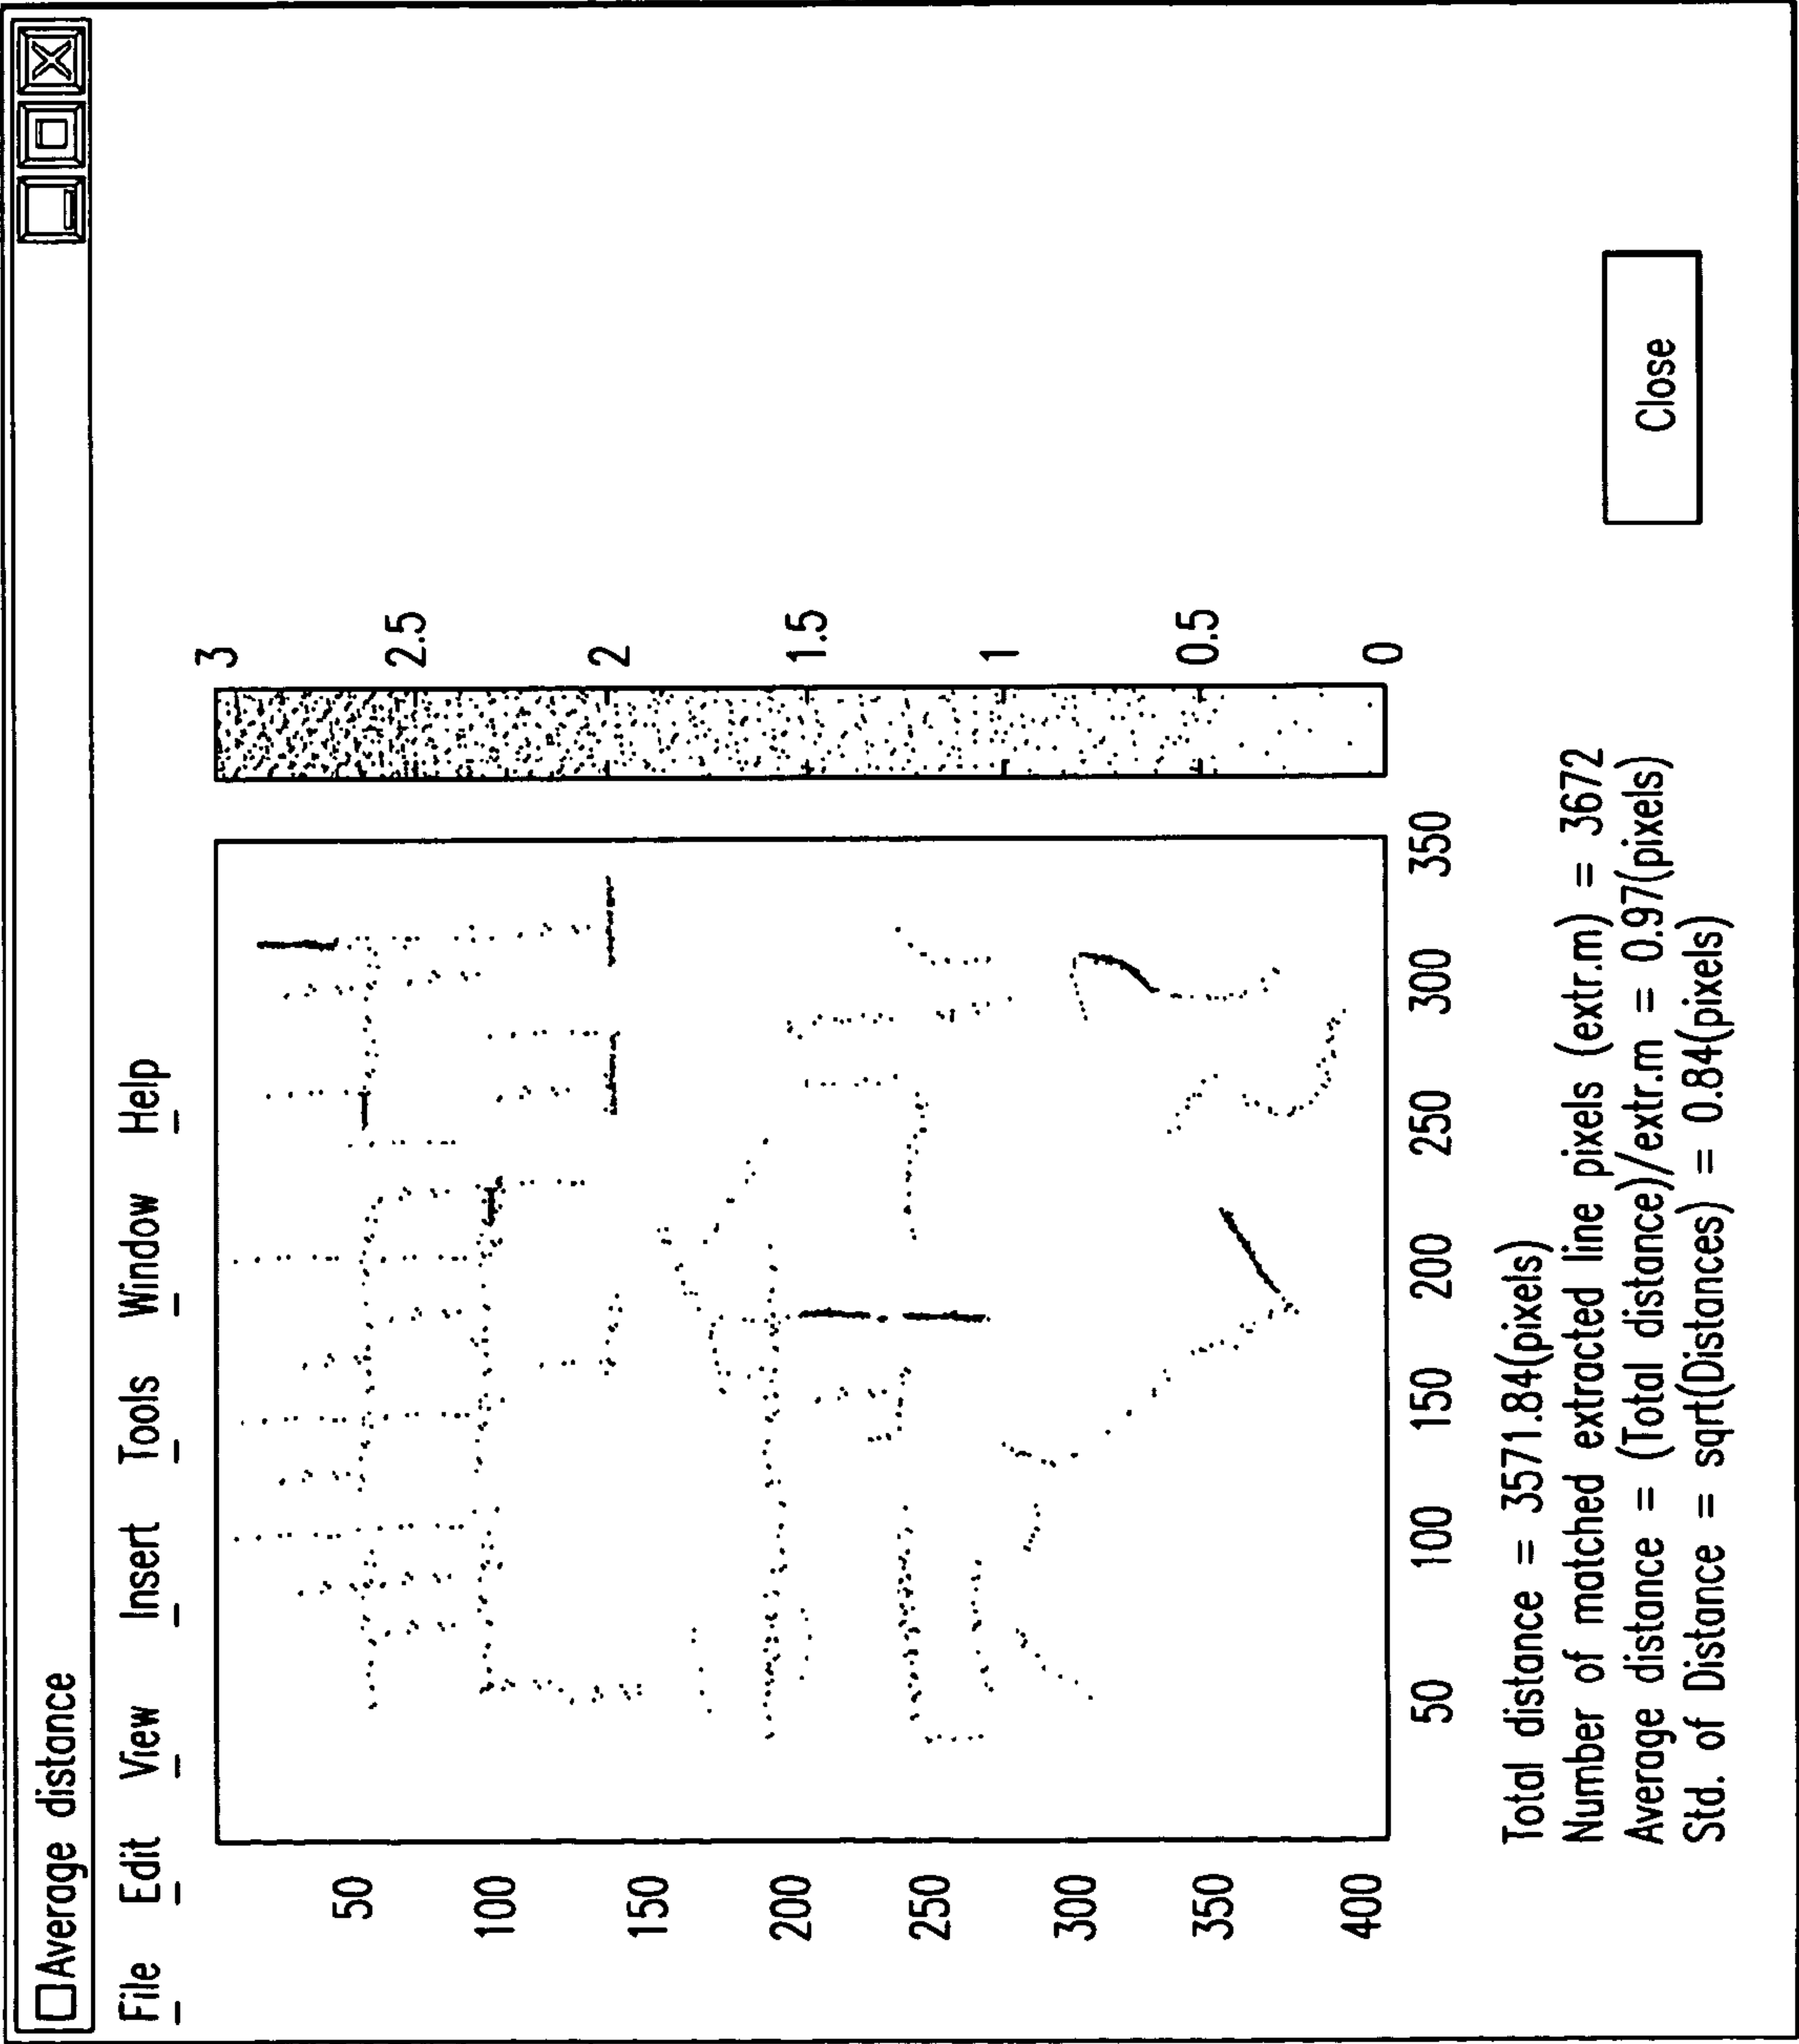 Average distance
File Edit View Insert Tools Window Help
50
100
150
200
250
300
350
400
50 100 150 200 250 300 350
3
2.5
2
1.5
1
0.5
0
Total distance = 3571.84(pixels)
Number of matched extracted line pixels (extr.m) = 3672
Average distance = (Total distance)/extr.m = 0.97(pixels)
Std. of Distance = sqrt(Distances) = 0.84(pixels)
Close